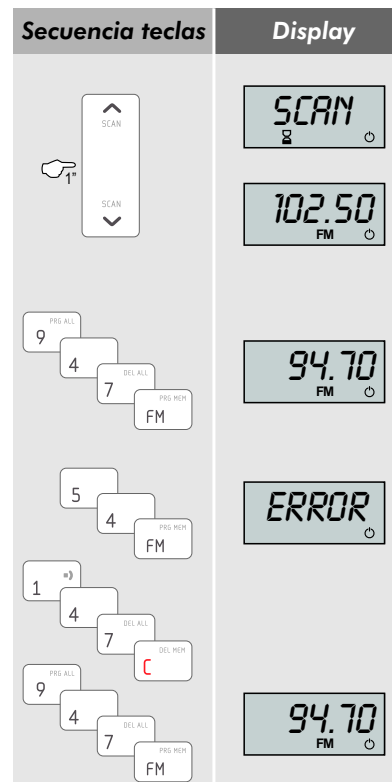 Secuencia teclas Display
SCAN
1"
SCAN
SCAN
102.50
FM
PRG ALL
9
4
DEL ALL
7
PRG MEM
FM
94.70
FM
5
4
PRG MEM
FM
ERROR
1
4
DEL ALL
7
DEL MEM
C
PRG ALL
9
4
DEL ALL
7
PRG MEM
FM
94.70
FM